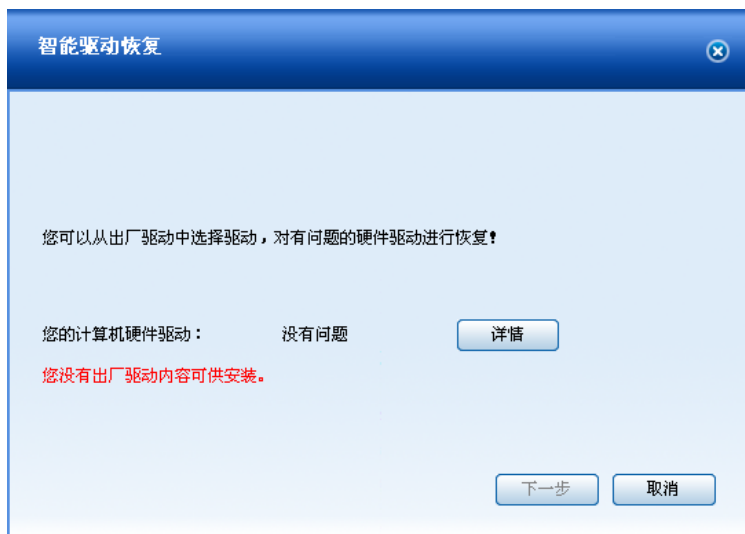 智能驱动恢复
您可以从出厂驱动中选择驱动，对有问题的硬件驱动进行恢复！
您的计算机硬件驱动： 没有问题 详情
您没有出厂驱动内容可供安装。
下一步 取消